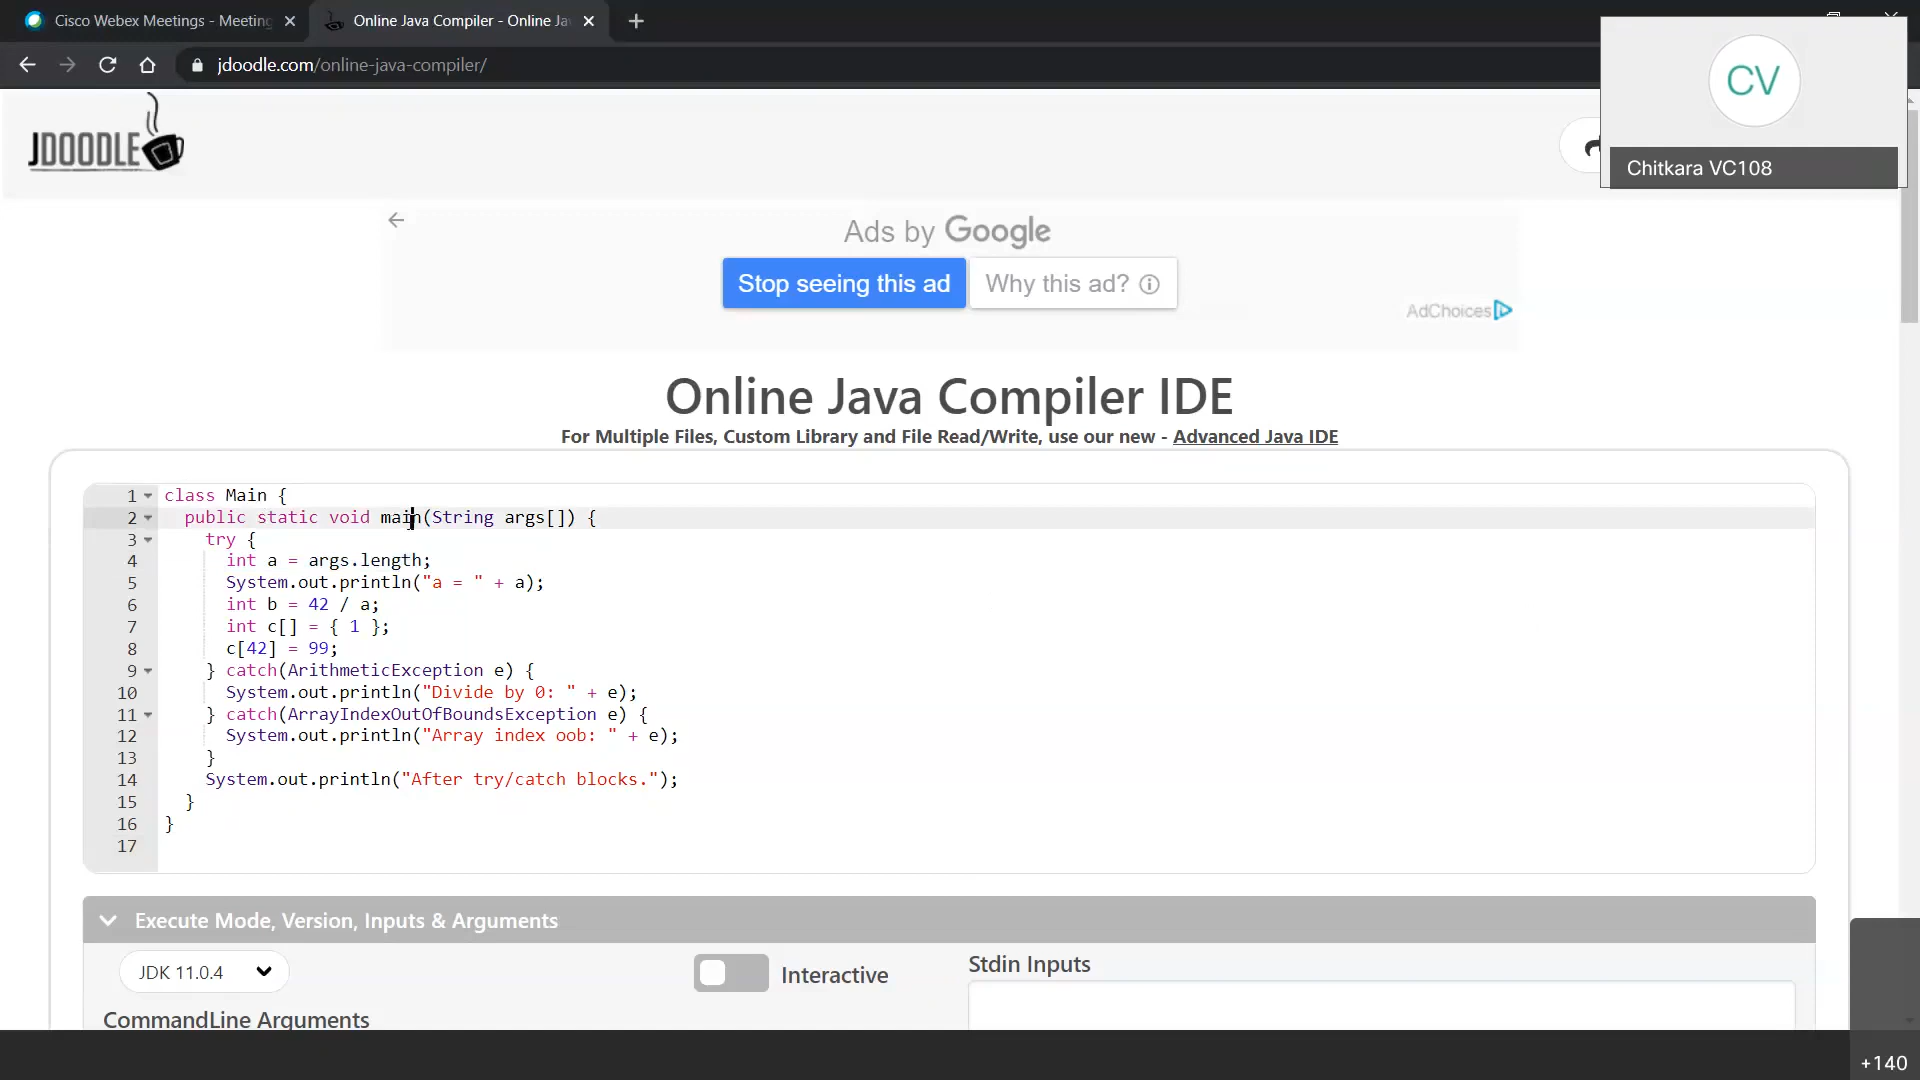 Cisco Webex Meetings - Meeting
Online Java Compiler - Online Ja
jdoodle.com/online-java-compiler/
CV
Chitkara VC108
JDOODLE
Ads by Google
Stop seeing this ad
Why this ad?
AdChoices
Online Java Compiler IDE
For Multiple Files, Custom Library and File Read/Write, use our new - Advanced Java IDE
1 class Main {
2 public static void main(String args[]) {
3 try {
4 int a = args.length;
5 System.out.println("a = " + a);
6 int b = 42 / a;
7 int c[] = { 1 };
8 c[42] = 99;
9 } catch(ArithmeticException e) {
10 System.out.println("Divide by 0: " + e);
11 } catch(ArrayIndexOutOfBoundsException e) {
12 System.out.println("Array index oob: " + e);
13 }
14 System.out.println("After try/catch blocks.");
15 }
16 }
17
Execute Mode, Version, Inputs & Arguments
JDK 11.0.4
Interactive
Stdin Inputs
CommandLine Arguments
+140